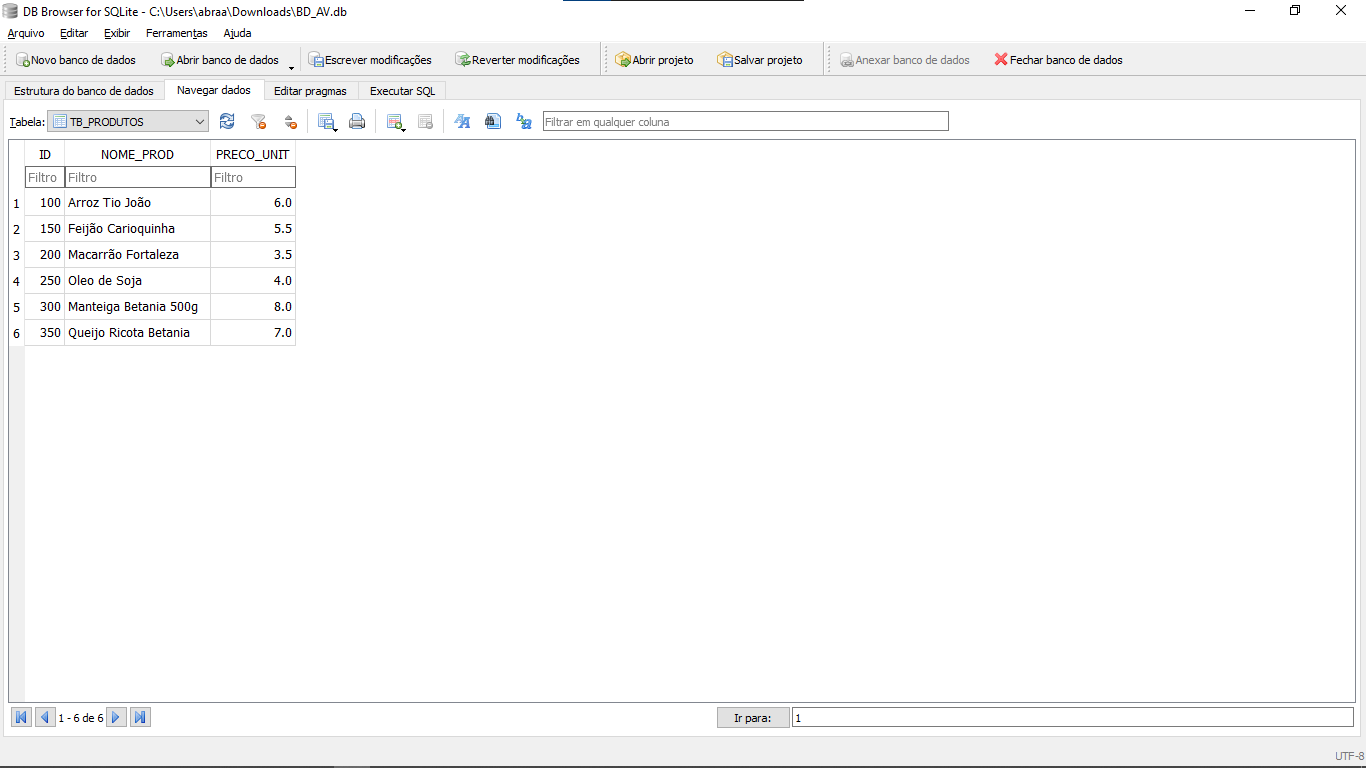 DB Browser for SQLite - C:\Users\abraa\Downloads\BD_AV.db
Arquivo Editar Exibir Ferramentas Ajuda
Novo banco de dados Abrir banco de dados Escrever modificações Reverter modificações Abrir projeto Salvar projeto Anexar banco de dados Fechar banco de dados
Estrutura do banco de dados Navegar dados Editar pragmas Executar SQL
Tabela: TB_PRODUTOS Filtrar em qualquer coluna
ID NOME_PROD PRECO_UNIT
Filtro Filtro Filtro
1 100 Arroz Tio João 6.0
2 150 Feijão Carioquinha 5.5
3 200 Macarrão Fortaleza 3.5
4 250 Oleo de Soja 4.0
5 300 Manteiga Betania 500g 8.0
6 350 Queijo Ricota Betania 7.0
1 - 6 de 6 Ir para: 1
UTF-8